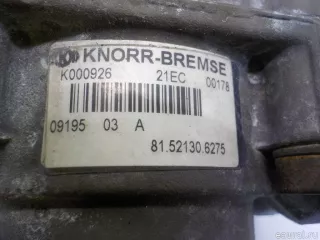 KNORR-BREMSE
K000926 21EC 00178
09195 03 A
81.52130.6275